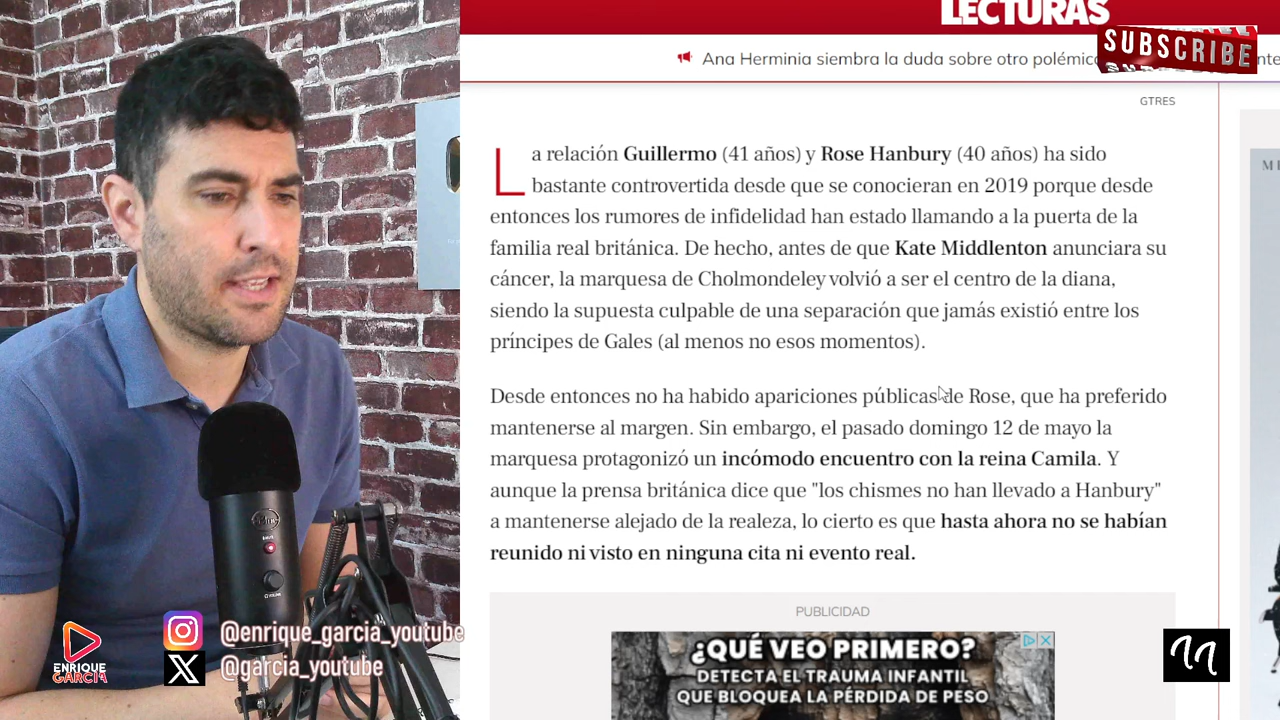 LECTURAS
SUBSCRIBE
Ana Herminia siembra la duda sobre otro polémico
GTRES
La relación Guillermo (41 años) y Rose Hanbury (40 años) ha sido
bastante controvertida desde que se conocieran en 2019 porque desde
entonces los rumores de infidelidad han estado llamando a la puerta de la
familia real británica. De hecho, antes de que Kate Middlenton anunciara su
cáncer, la marquesa de Cholmondeley volvió a ser el centro de la diana,
siendo la supuesta culpable de una separación que jamás existió entre los
príncipes de Gales (al menos no esos momentos).
Desde entonces no ha habido apariciones públicas de Rose, que ha preferido
mantenerse al margen. Sin embargo, el pasado domingo 12 de mayo la
marquesa protagonizó un incómodo encuentro con la reina Camila. Y
aunque la prensa británica dice que "los chismes no han llevado a Hanbury"
a mantenerse alejado de la realeza, lo cierto es que hasta ahora no se habían
reunido ni visto en ninguna cita ni evento real.
PUBLICIDAD
¿QUÉ VEO PRIMERO?
DETECTA EL TRAUMA INFANTIL
QUE BLOQUEA LA PÉRDIDA DE PESO
ENRIQUE
GARCIA
@enrique_garcia_youtube
@garcia_youtube